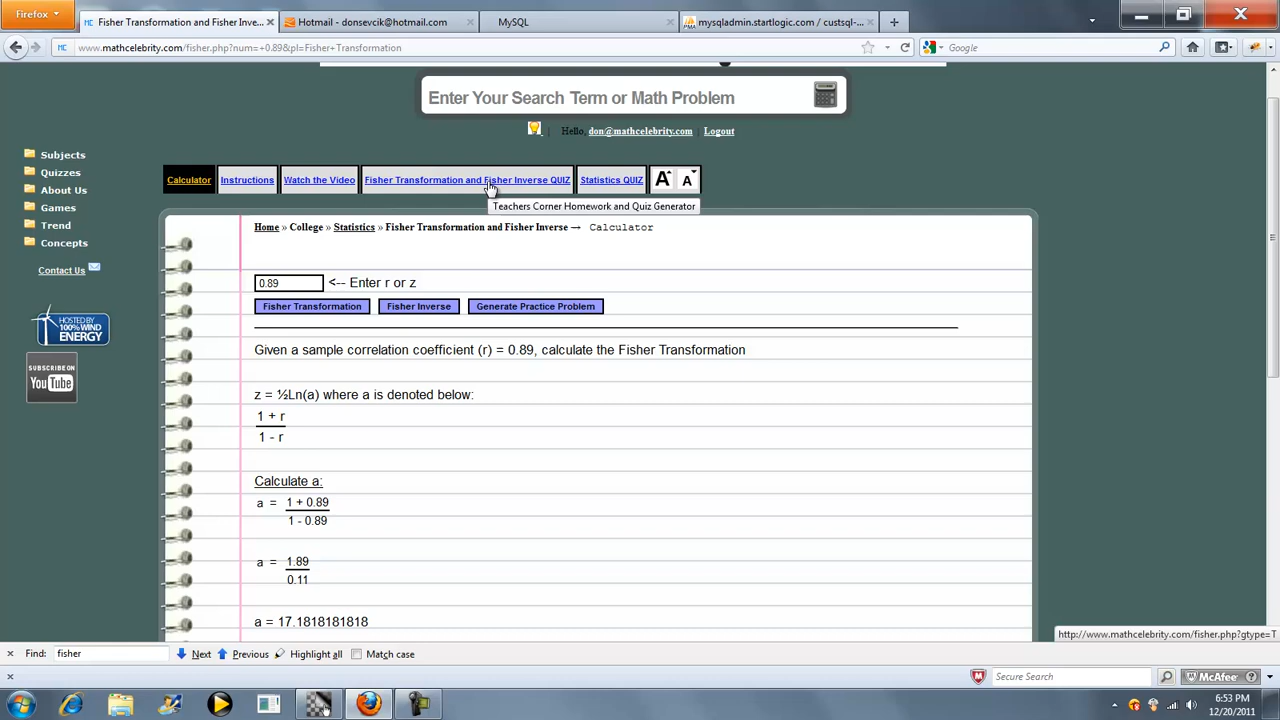 Firefox
Fisher Transformation and Fisher Inve... ×
Hotmail - donsevcik@hotmail.com ×
MySQL ×
mysqladmin.startlogic.com / custsql-... ×
www.mathcelebrity.com/fisher.php?num=+0.89&pl=Fisher+Transformation
Google
Enter Your Search Term or Math Problem
| Hello, don@mathcelebrity.com | Logout
Subjects
Quizzes
About Us
Games
Trend
Concepts
Contact Us
HOSTED BY
100% WIND
ENERGY
SUBSCRIBE ON
You Tube
Calculator
Instructions
Watch the Video
Fisher Transformation and Fisher Inverse QUIZ
Statistics QUIZ
A A
Teachers Corner Homework and Quiz Generator
Home » College » Statistics » Fisher Transformation and Fisher Inverse → Calculator
0.89 <-- Enter r or z
Fisher Transformation Fisher Inverse Generate Practice Problem
Given a sample correlation coefficient (r) = 0.89, calculate the Fisher Transformation
z = ½Ln(a) where a is denoted below:
1 + r
1 - r
Calculate a:
a = 1 + 0.89
1 - 0.89
a = 1.89
0.11
a = 17.1818181818
http://www.mathcelebrity.com/fisher.php?gtype=T
× Find: fisher Next Previous Highlight all Match case
× Secure Search McAfee
6:53 PM
12/20/2011